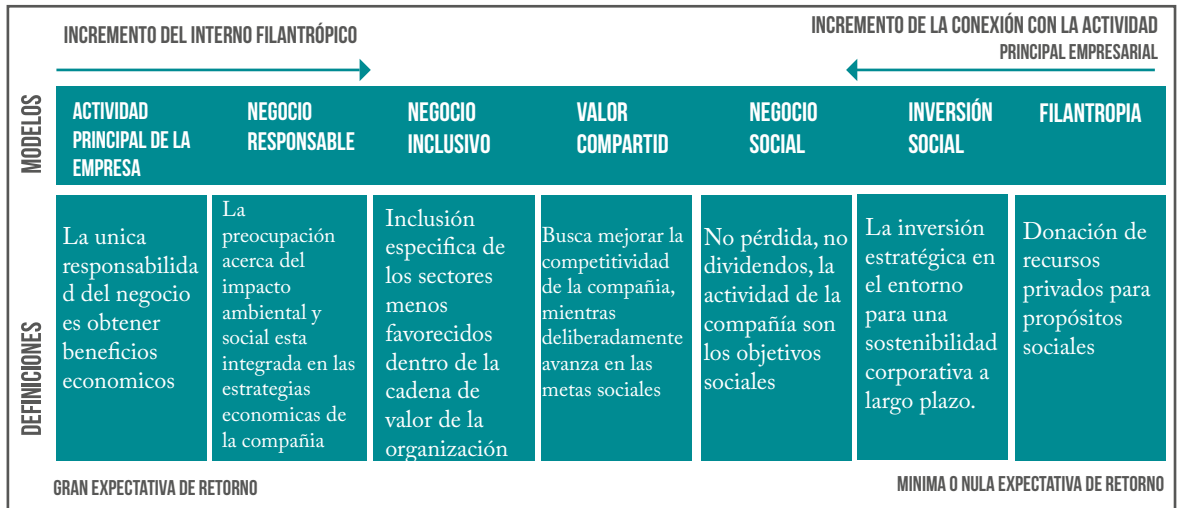 INCREMENTO DEL INTERNO FILANTRÓPICO
INCREMENTO DE LA CONEXIÓN CON LA ACTIVIDAD
PRINCIPAL EMPRESARIAL
MODELOS
ACTIVIDAD
PRINCIPAL DE LA
EMPRESA
NEGOCIO
RESPONSABLE
NEGOCIO
INCLUSIVO
VALOR
COMPARTID
NEGOCIO
SOCIAL
INVERSIÓN
SOCIAL
FILANTROPIA
DEFINICIONES
La unica
responsabilida
d del negocio
es obtener
beneficios
economicos
La
preocupación
acerca del
impacto
ambiental y
social esta
integrada en las
estrategias
economicas de
la compañia
Inclusión
especifica de
los sectores
menos
favorecidos
dentro de la
cadena de
valor de la
organización
Busca mejorar la
competitividad
de la compañia,
mientras
deliberadamente
avanza en las
metas sociales
No pérdida, no
dividendos, la
actividad de la
compañía son
los objetivos
sociales
La inversión
estratégica en
el entorno
para una
sostenibilidad
corporativa a
largo plazo.
Donación de
recursos
privados para
propósitos
sociales
GRAN EXPECTATIVA DE RETORNO
MINIMA O NULA EXPECTATIVA DE RETORNO